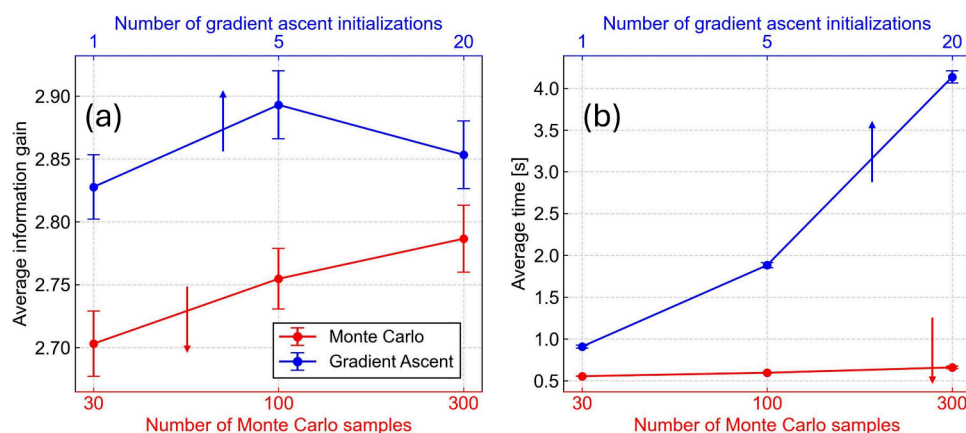 Number of gradient ascent initializations
1 5 20
(a)
Average information gain
2.90
2.85
2.80
2.75
2.70
Monte Carlo
Gradient Ascent
30 100 300
Number of Monte Carlo samples
Number of gradient ascent initializations
1 5 20
(b)
Average time [s]
4.0
3.5
3.0
2.5
2.0
1.5
1.0
0.5
30 100 300
Number of Monte Carlo samples